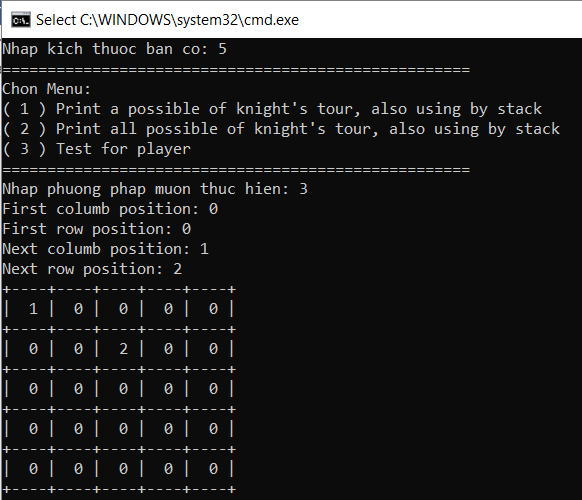 Select C:\WINDOWS\system32\cmd.exe
Nhap kich thuoc ban co: 5
====================================================
Chon Menu:
( 1 ) Print a possible of knight's tour, also using by stack
( 2 ) Print all possible of knight's tour, also using by stack
( 3 ) Test for player
====================================================
Nhap phuong phap muon thuc hien: 3
First columb position: 0
First row position: 0
Next columb position: 1
Next row position: 2
+----+----+----+----+----+
|  1 |  0 |  0 |  0 |  0 |
+----+----+----+----+----+
|  0 |  0 |  2 |  0 |  0 |
+----+----+----+----+----+
|  0 |  0 |  0 |  0 |  0 |
+----+----+----+----+----+
|  0 |  0 |  0 |  0 |  0 |
+----+----+----+----+----+
|  0 |  0 |  0 |  0 |  0 |
+----+----+----+----+----+